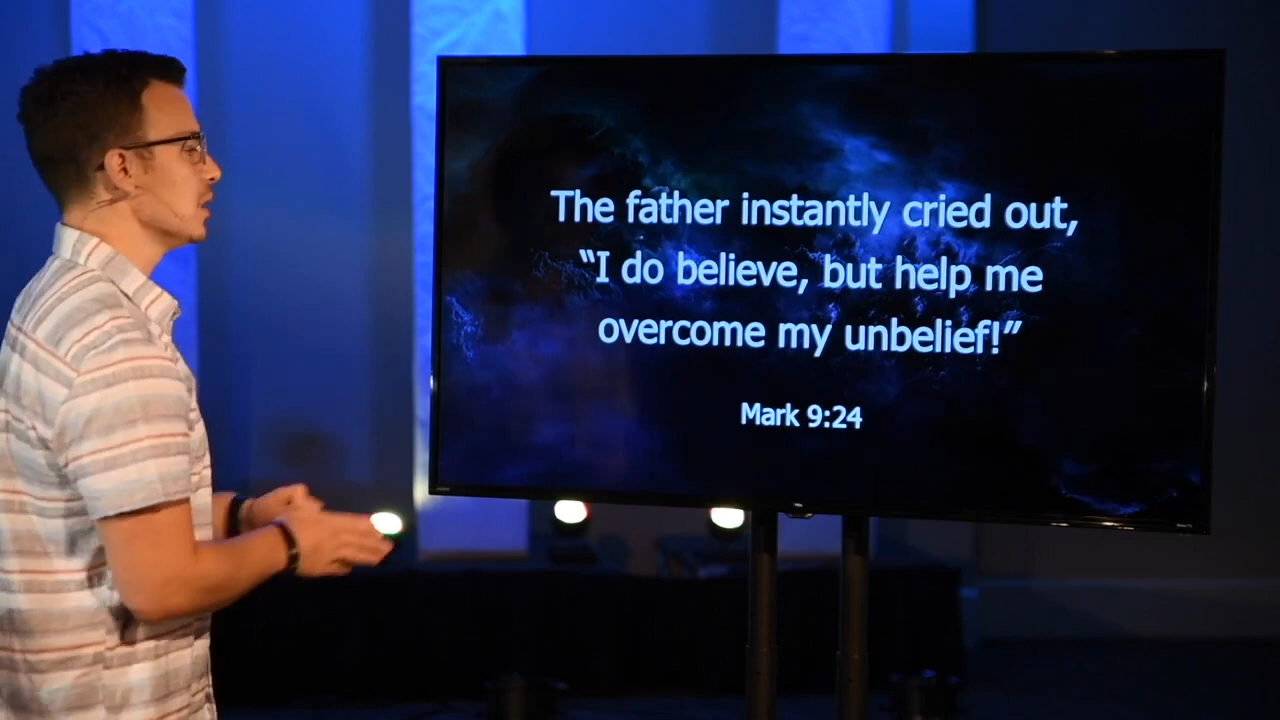 The father instantly cried out,
“I do believe, but help me
overcome my unbelief!”
Mark 9:24